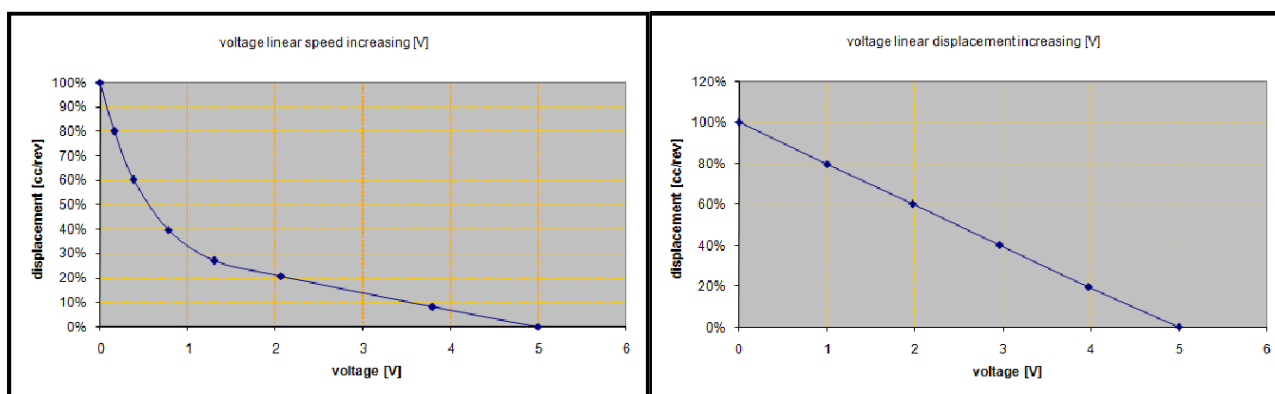 voltage linear speed increasing [V]
100%
90%
80%
70%
60%
50%
40%
30%
20%
10%
0%
displacement [cc/rev]
0 1 2 3 4 5 6
voltage [V]
voltage linear displacement increasing [V]
120%
100%
80%
60%
40%
20%
0%
displacement [cc/rev]
0 1 2 3 4 5 6
voltage [V]